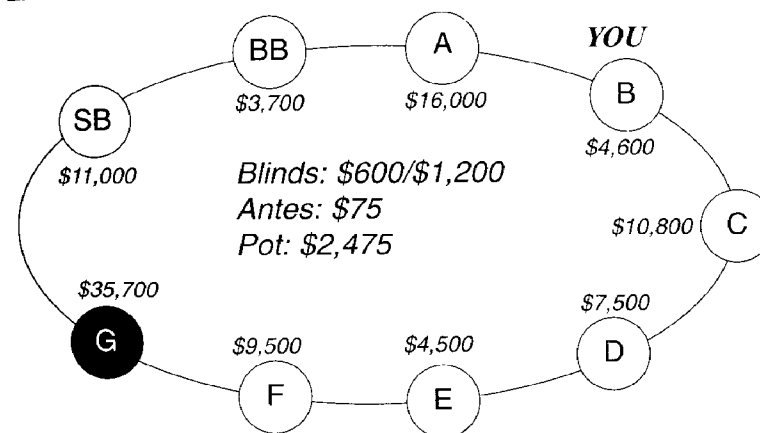 YOU
BB
A
B
SB
$3,700
$16,000
$4,600
$11,000
Blinds: $600/$1,200
Antes: $75
Pot: $2,475
$10,800
C
$35,700
$7,500
G
$9,500
$4,500
D
F
E